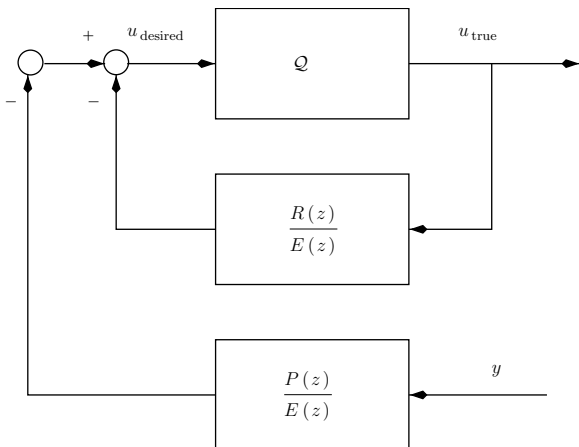 +
u desired
u true
Q
−
−
R ( z )
E ( z )
y
P ( z )
E ( z )